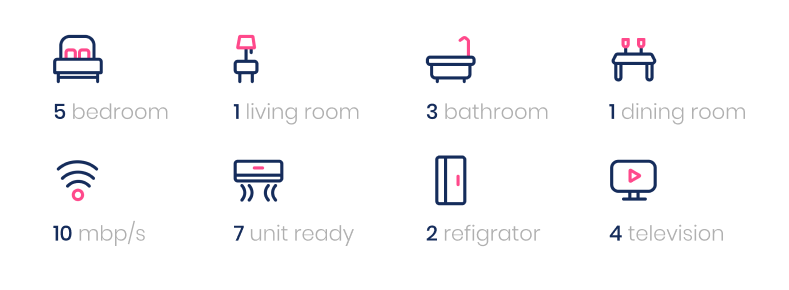 5 bedroom
1 living room
3 bathroom
1 dining room
10 mbp/s
7 unit ready
2 refigrator
4 television